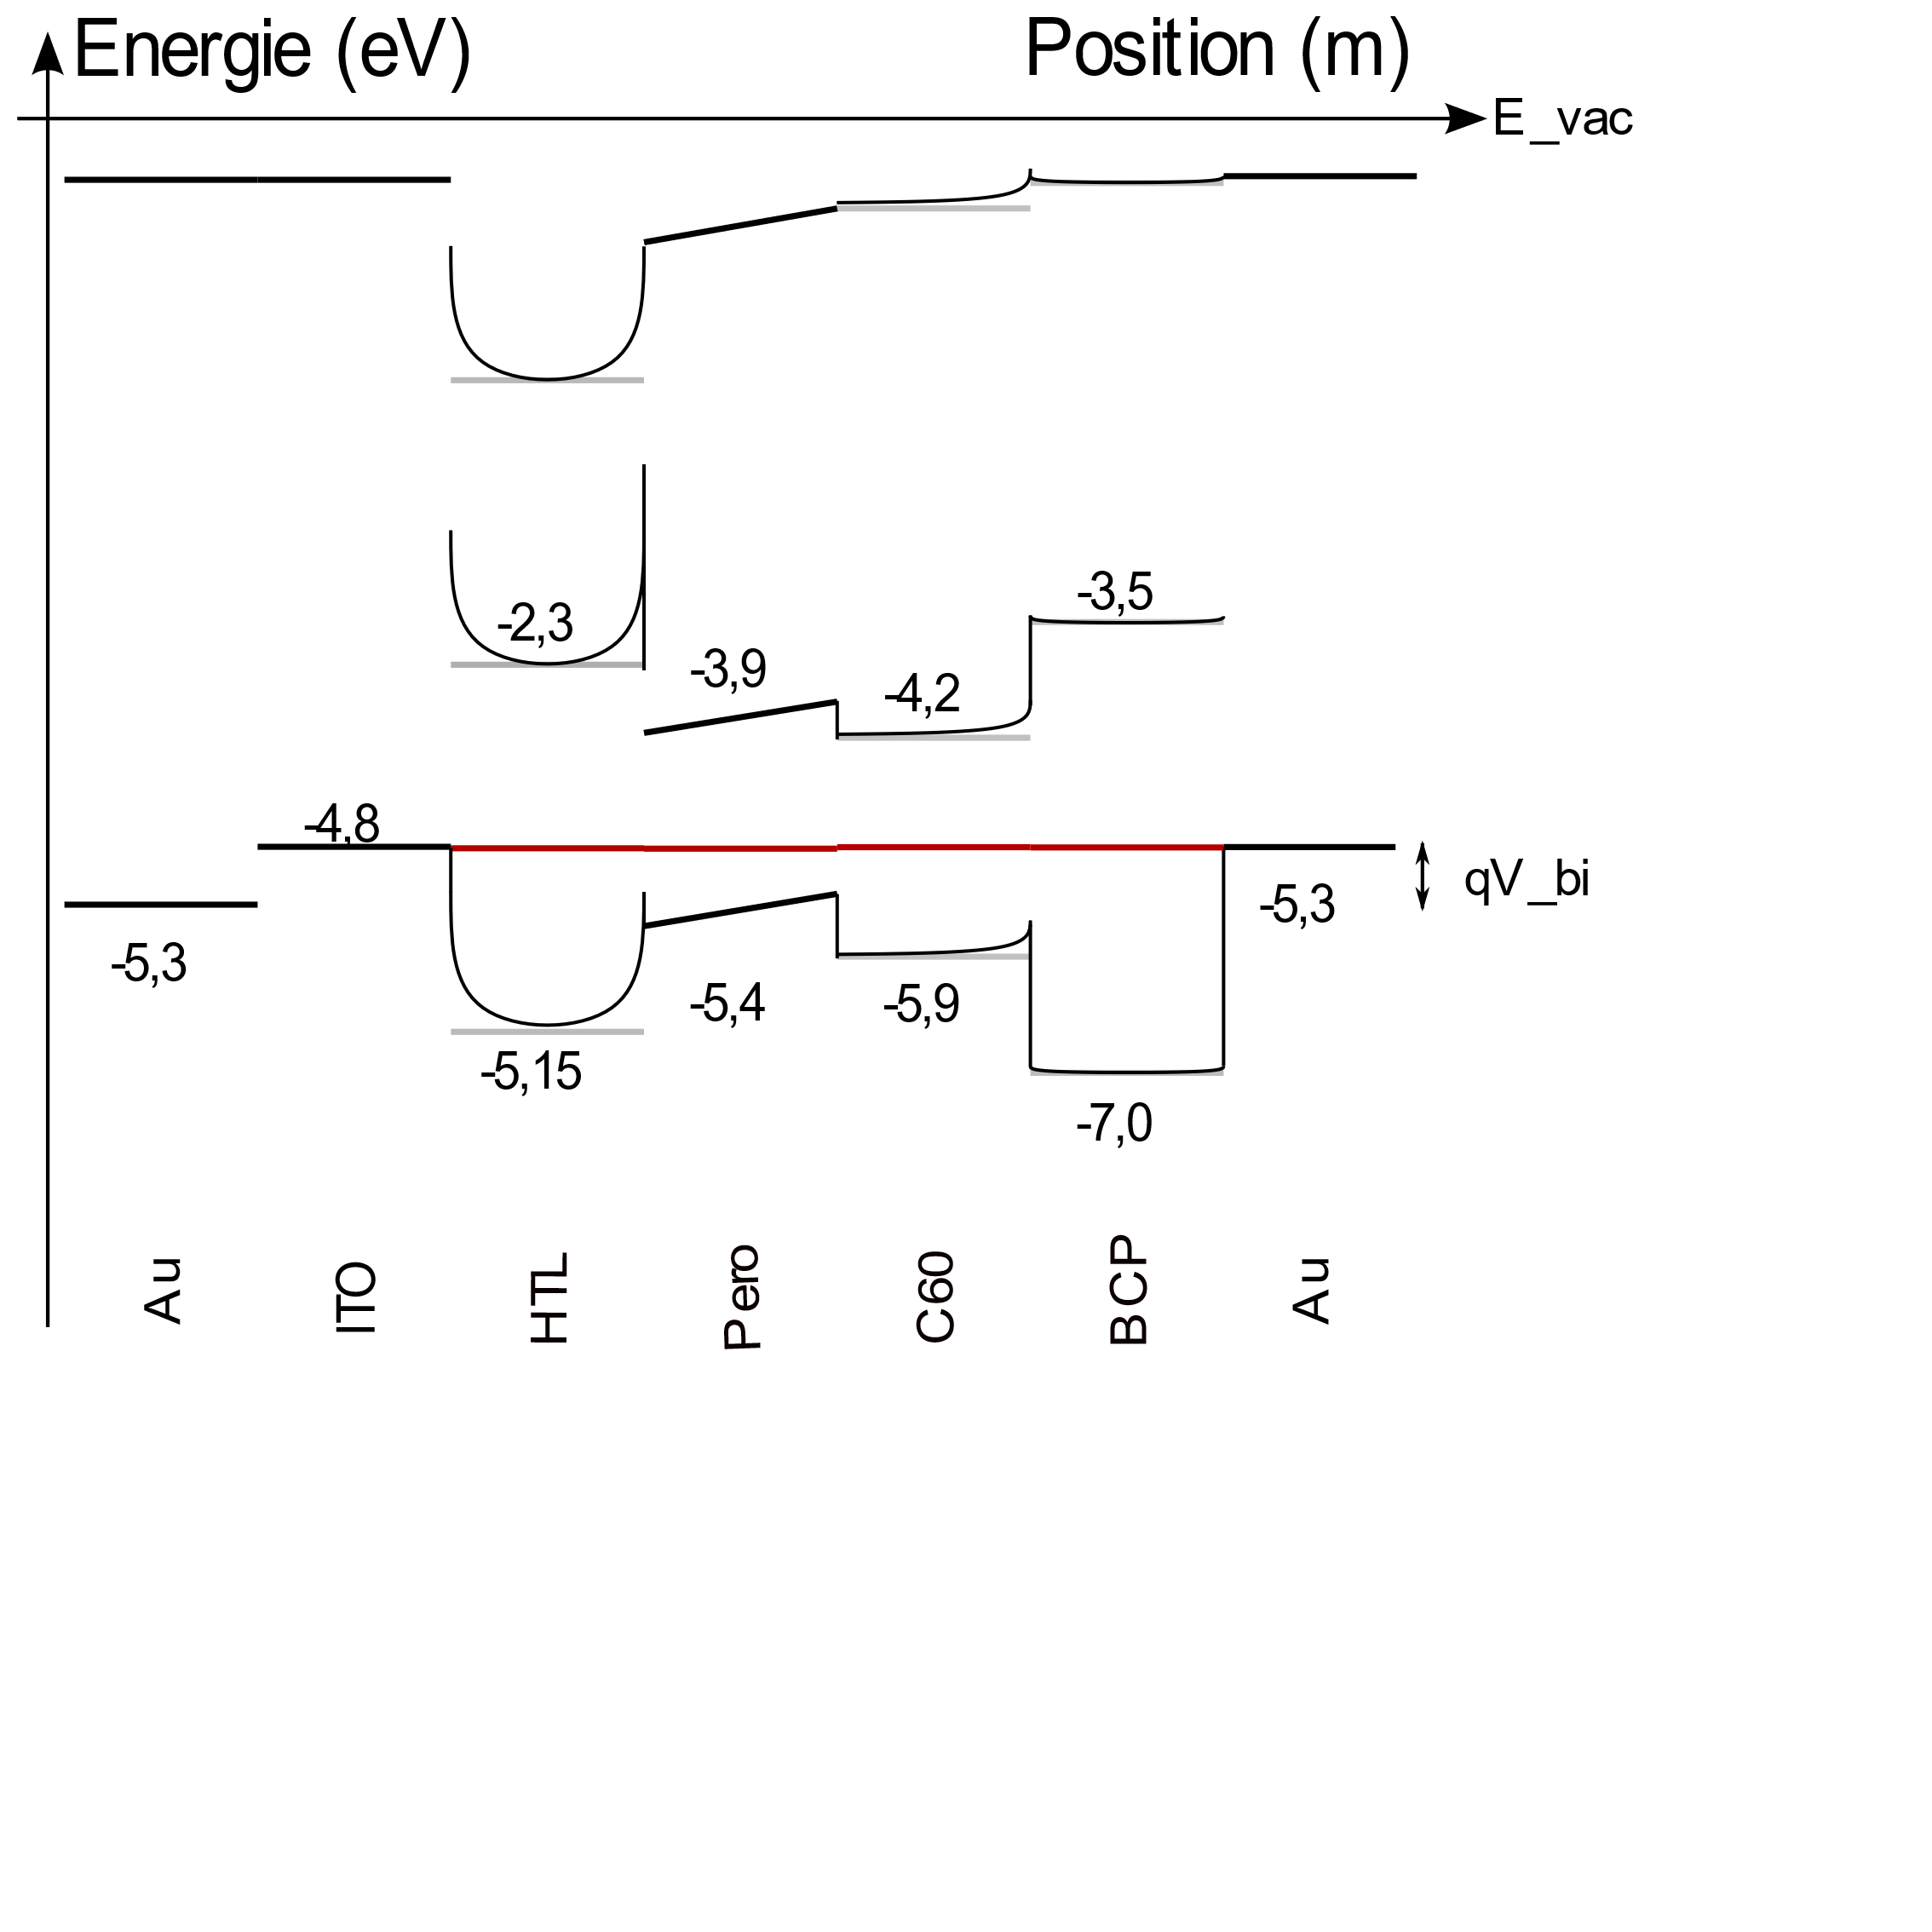 Energie (eV)
Position (m)
E_vac
-2,3
-3,5
-3,9
-4,2
-4,8
qV_bi
-5,3
-5,3
-5,4
-5,9
-5,15
-7,0
Au
ITO
HTL
Pero
C60
BCP
Au